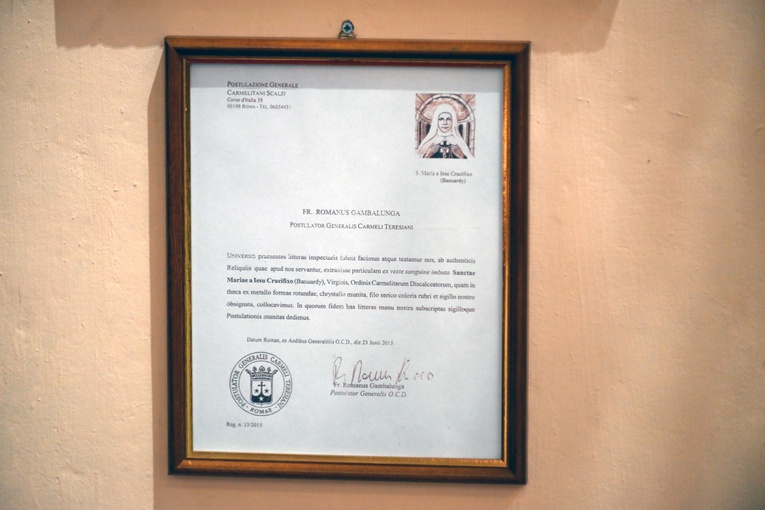 POSTULAZIONE GENERALE
CARMELITANI SCALZI
Corso d'Italia 38
00198 ROMA - TEL. 06854431
S. Maria a Iesu Crucifixo
(Baouardy)
FR. ROMANUS GAMBALUNGA
POSTULATOR GENERALIS CARMELI TERESIANI
UNIVERSIS praesentes litteras inspecturis fidem facimus atque testamur nos, ab authenticis
Reliquiis quae apud nos servantur, extraxisse particulam ex veste sanguine imbuta Sanctae
Mariae a Iesu Crucifixo (Baouardy), Virginis, Ordinis Carmelitarum Discalceatorum, quam in
theca ex metallo formae rotundae, chrystallo munita, filo serico coloris rubri et sigillo nostro
obsignata, collocavimus. In quorum fidem has litteras manu nostra subscriptas sigilloque
Postulationis munitas dedimus.
Datum Romae, ex Aedibus Generalitiis O.C.D., die 23 Junii 2015.
POSTULATOR GENERALIS CARMELI TERESIANI
- ROMAE -
Fr. Romanus Gambalunga
Postulator Generalis O.C.D.
Reg. n. 13/2015